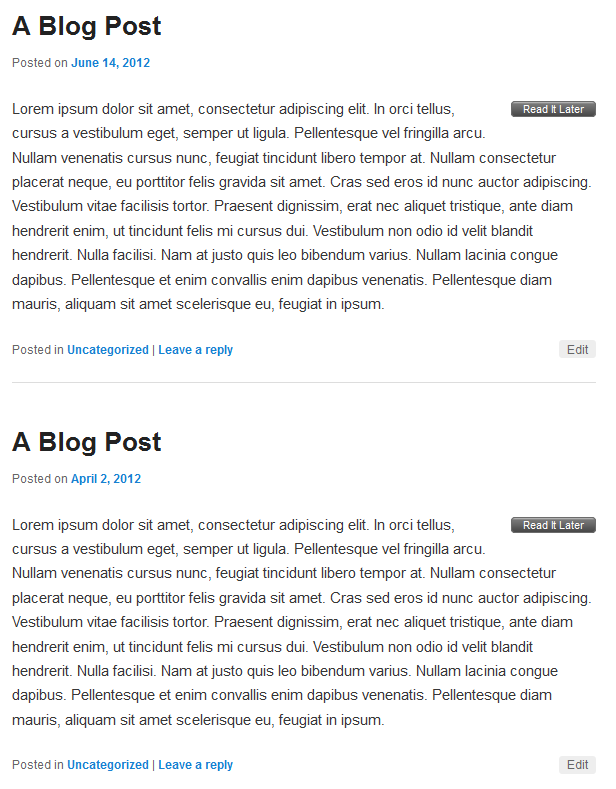 A Blog Post
Posted on June 14, 2012
Read It Later
Lorem ipsum dolor sit amet, consectetur adipiscing elit. In orci tellus,
cursus a vestibulum eget, semper ut ligula. Pellentesque vel fringilla arcu.
Nullam venenatis cursus nunc, feugiat tincidunt libero tempor at. Nullam consectetur
placerat neque, eu porttitor felis gravida sit amet. Cras sed eros id nunc auctor adipiscing.
Vestibulum vitae facilisis tortor. Praesent dignissim, erat nec aliquet tristique, ante diam
hendrerit enim, ut tincidunt felis mi cursus dui. Vestibulum non odio id velit blandit
hendrerit. Nulla facilisi. Nam at justo quis leo bibendum varius. Nullam lacinia congue
dapibus. Pellentesque et enim convallis enim dapibus venenatis. Pellentesque diam
mauris, aliquam sit amet scelerisque eu, feugiat in ipsum.
Posted in Uncategorized | Leave a reply
Edit
A Blog Post
Posted on April 2, 2012
Read It Later
Lorem ipsum dolor sit amet, consectetur adipiscing elit. In orci tellus,
cursus a vestibulum eget, semper ut ligula. Pellentesque vel fringilla arcu.
Nullam venenatis cursus nunc, feugiat tincidunt libero tempor at. Nullam consectetur
placerat neque, eu porttitor felis gravida sit amet. Cras sed eros id nunc auctor adipiscing.
Vestibulum vitae facilisis tortor. Praesent dignissim, erat nec aliquet tristique, ante diam
hendrerit enim, ut tincidunt felis mi cursus dui. Vestibulum non odio id velit blandit
hendrerit. Nulla facilisi. Nam at justo quis leo bibendum varius. Nullam lacinia congue
dapibus. Pellentesque et enim convallis enim dapibus venenatis. Pellentesque diam
mauris, aliquam sit amet scelerisque eu, feugiat in ipsum.
Posted in Uncategorized | Leave a reply
Edit